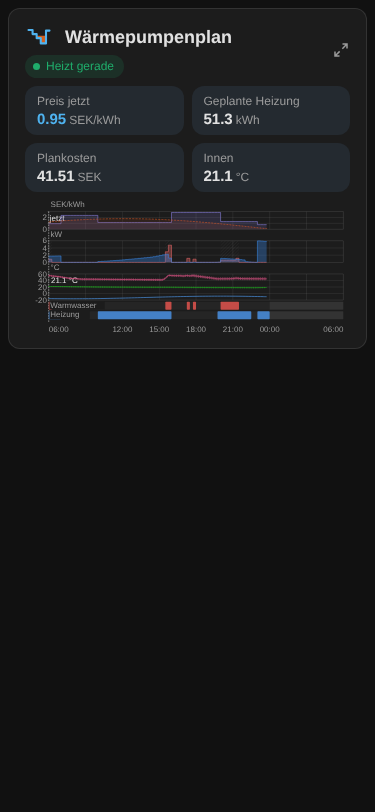 Wärmepumpenplan
Heizt gerade
Preis jetzt
0.95 SEK/kWh
Geplante Heizung
51.3 kWh
Plankosten
41.51 SEK
Innen
21.1 °C
SEK/kWh
2
0
jetzt
kW
6
4
2
0
°C
60
40
20
0
-20
21.1 °C
Warmwasser
Heizung
06:00 12:00 15:00 18:00 21:00 00:00 06:00